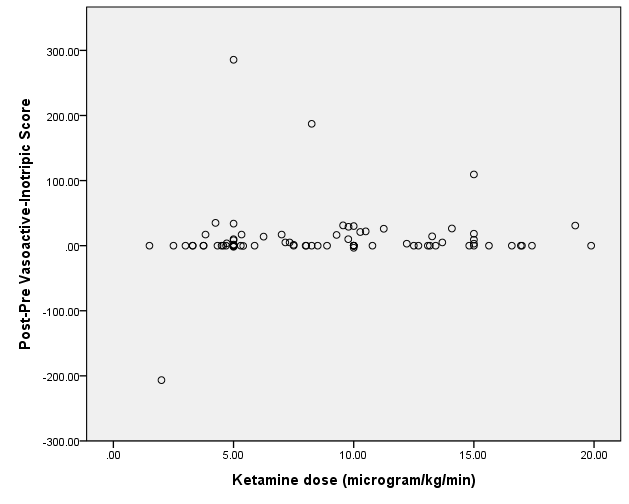 300.00
200.00
100.00
.00
-100.00
-200.00
-300.00
Post-Pre Vasoactive-Inotripic Score
.00 5.00 10.00 15.00 20.00
Ketamine dose (microgram/kg/min)